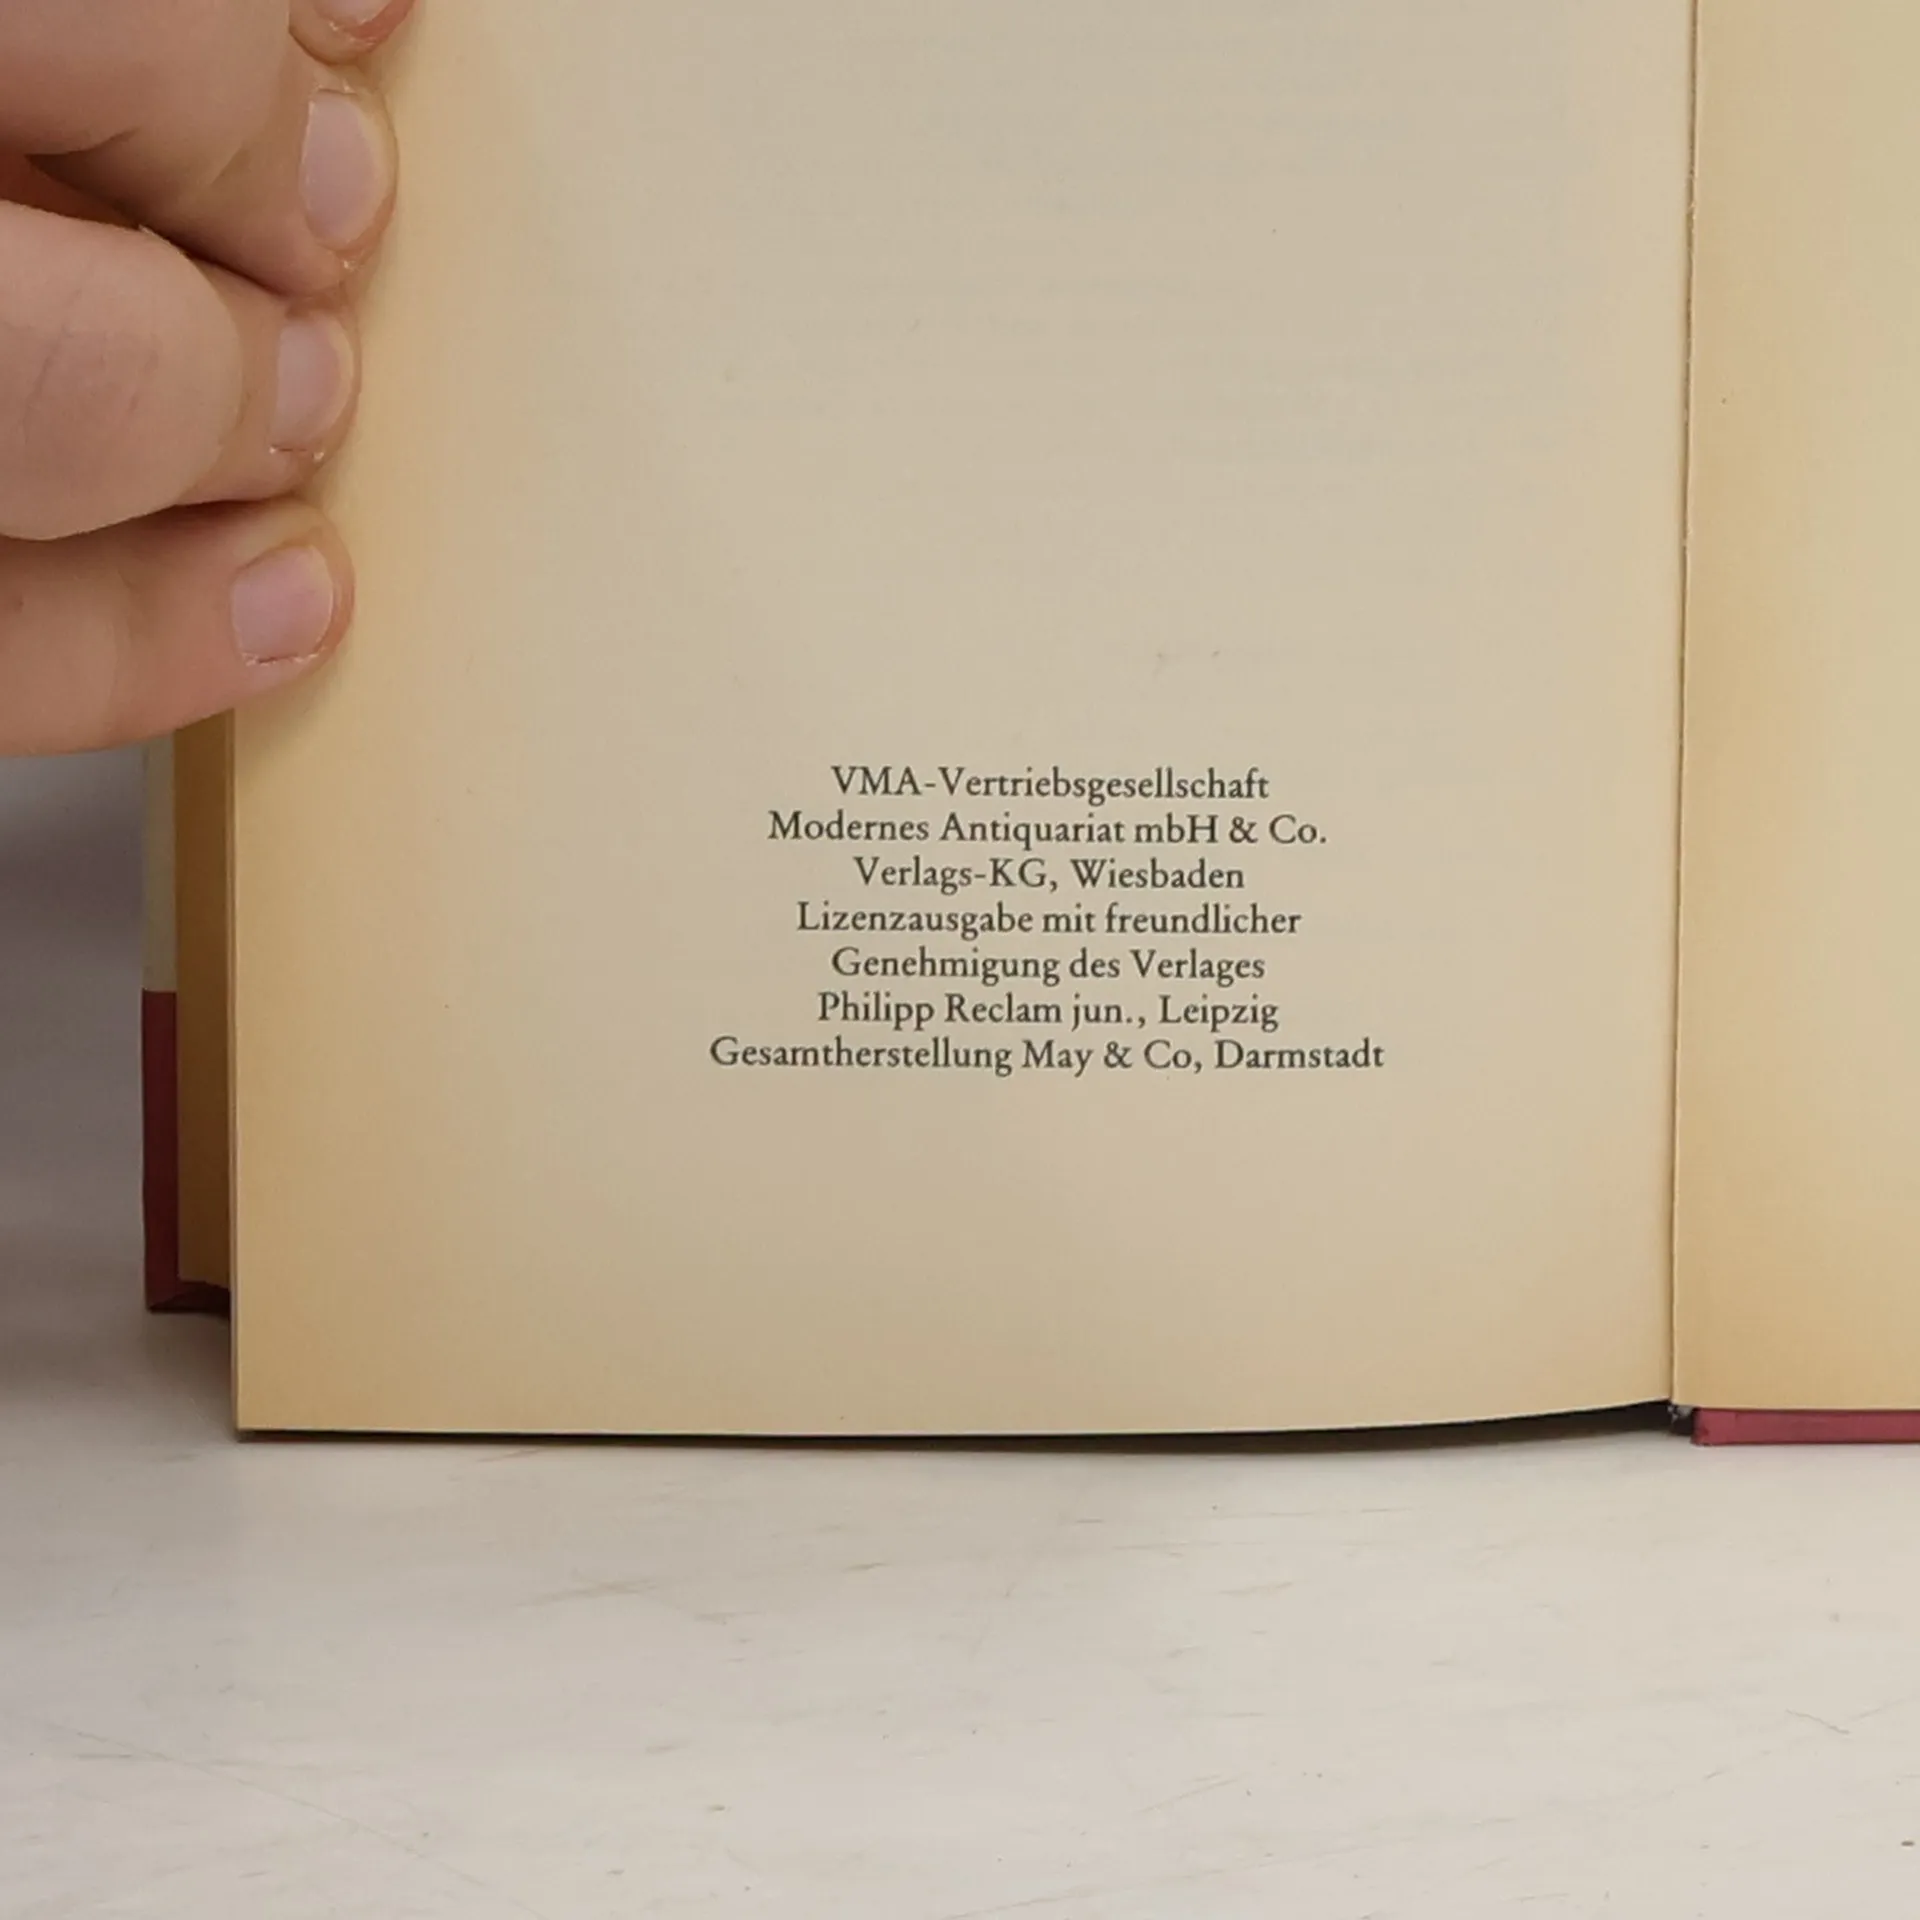 VMA-Vertriebsgesellschaft
Modernes Antiquariat mbH & Co.
Verlags-KG, Wiesbaden
Lizenzausgabe mit freundlicher
Genehmigung des Verlages
Philipp Reclam jun., Leipzig
Gesamtherstellung May & Co, Darmstadt